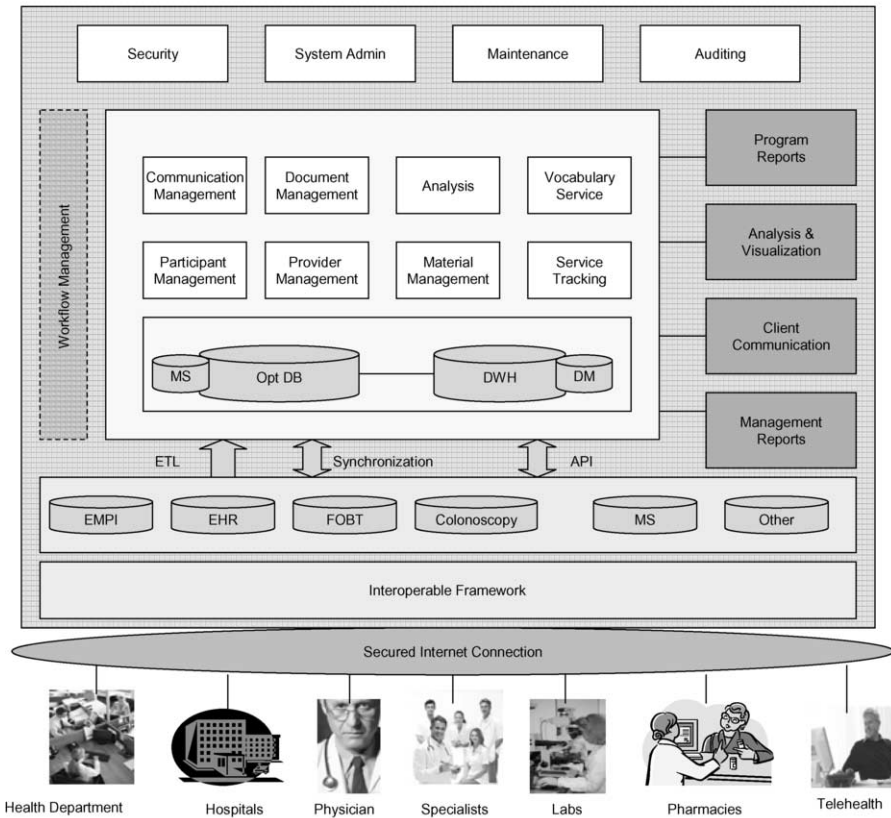 Security
System Admin
Maintenance
Auditing
Workflow Management
Communication
Management
Document
Management
Analysis
Vocabulary
Service
Participant
Management
Provider
Management
Material
Management
Service
Tracking
MS
Opt DB
DWH
DM
Program
Reports
Analysis &
Visualization
Client
Communication
Management
Reports
ETL
Synchronization
API
EMPI
EHR
FOBT
Colonoscopy
MS
Other
Interoperable Framework
Secured Internet Connection
Health Department
Hospitals
Physician
Specialists
Labs
Pharmacies
Telehealth